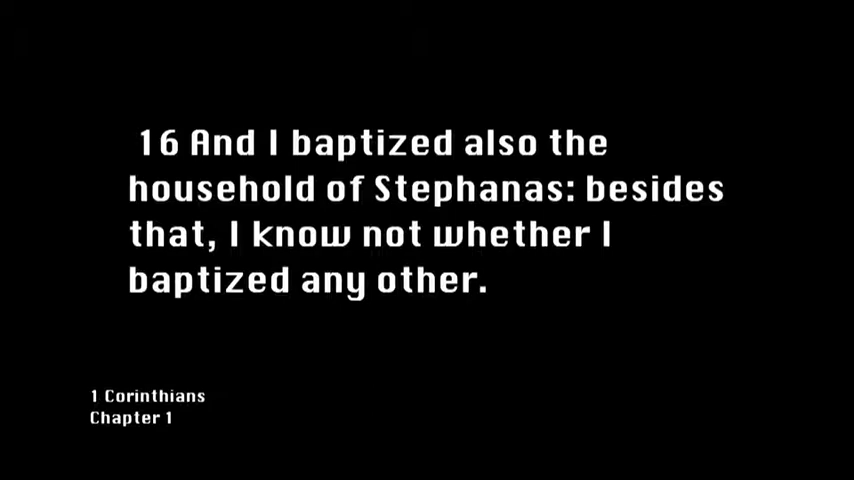 16 And I baptized also the
household of Stephanas: besides
that, I know not whether I
baptized any other.
1 Corinthians
Chapter 1